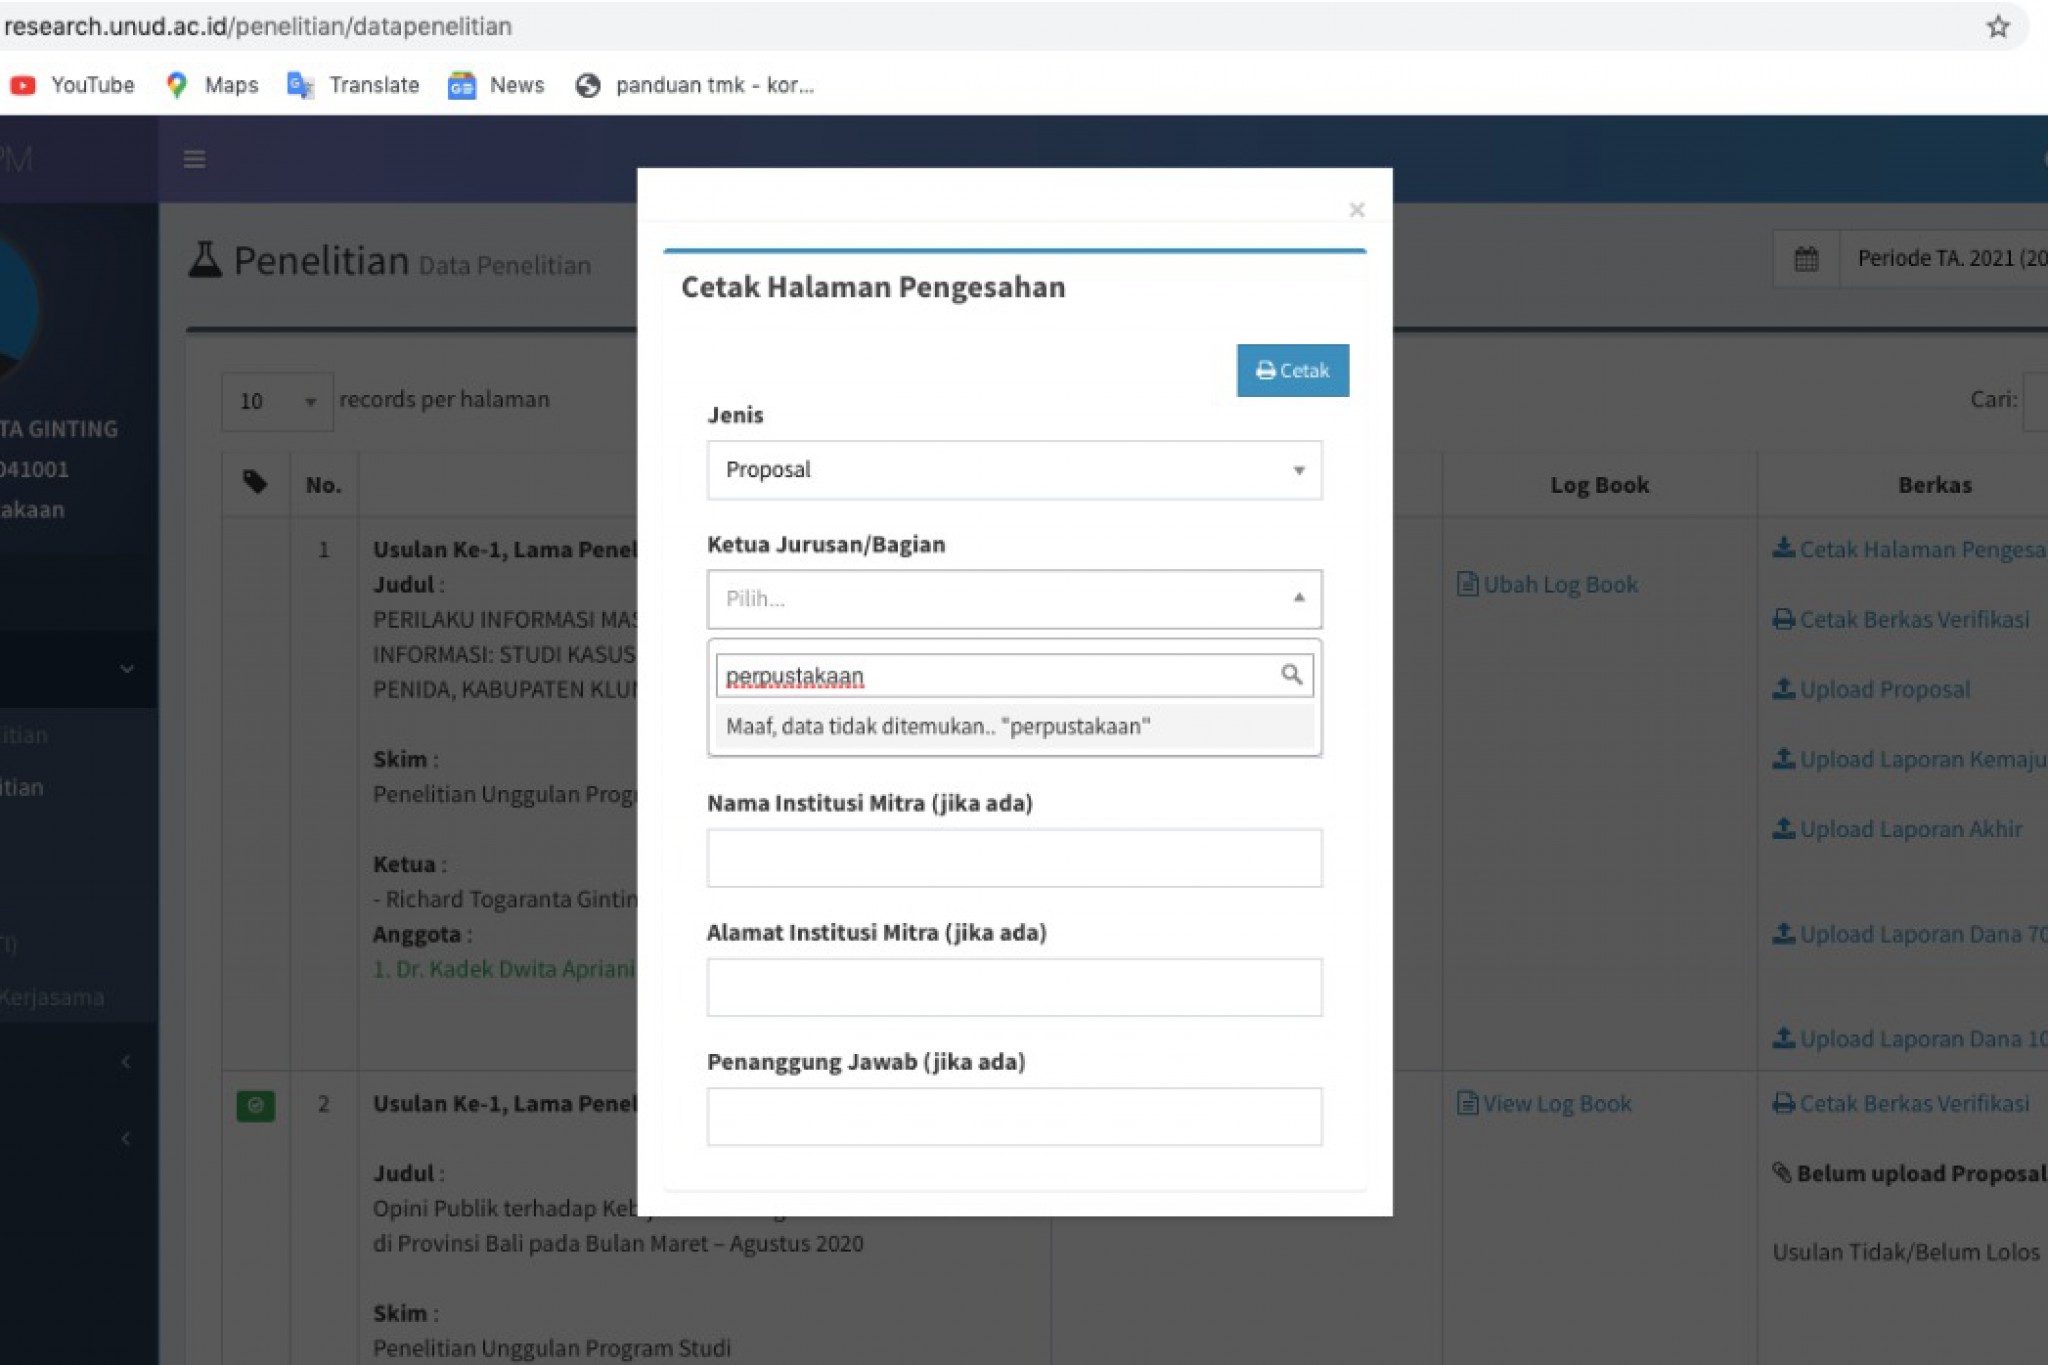 research.unud.ac.id/penelitian/datapenelitian
YouTube Maps Translate News panduan tmk - kor...
PM
Penelitian Data Penelitian
Periode TA. 2021 (20
10 records per halaman
Cari:
TA GINTING
041001
akaan
itian
itian
TI)
Kerjasama
No.
Log Book
Berkas
1
Usulan Ke-1, Lama Penel
Judul :
PERILAKU INFORMASI MAS
INFORMASI: STUDI KASUS
PENIDA, KABUPATEN KLUN
Skim :
Penelitian Unggulan Progr
Ketua :
- Richard Togaranta Gintin
Anggota :
1. Dr. Kadek Dwita Apriani
Ubah Log Book
Cetak Halaman Pengesa
Cetak Berkas Verifikasi
Upload Proposal
Upload Laporan Kemaju
Upload Laporan Akhir
Upload Laporan Dana 70
Upload Laporan Dana 10
2
Usulan Ke-1, Lama Penel
Judul :
Opini Publik terhadap
di Provinsi Bali pada Bulan Maret – Agustus 2020
Skim :
Penelitian Unggulan Program Studi
View Log Book
Cetak Berkas Verifikasi
Belum upload Proposal
Usulan Tidak/Belum Lolos
×
Cetak Halaman Pengesahan
Cetak
Jenis
Proposal
Ketua Jurusan/Bagian
Pilih...
perpustakaan
Maaf, data tidak ditemukan.. "perpustakaan"
Nama Institusi Mitra (jika ada)
Alamat Institusi Mitra (jika ada)
Penanggung Jawab (jika ada)